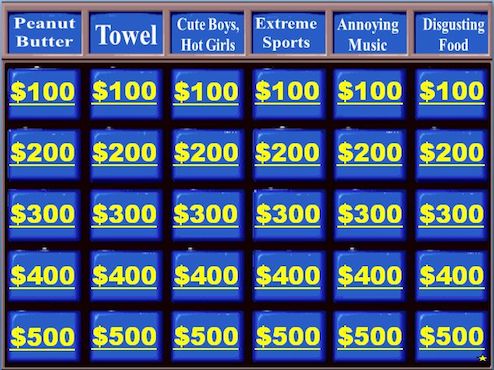 Peanut
Butter
Towel
Cute Boys,
Hot Girls
Extreme
Sports
Annoying
Music
Disgusting
Food
$100 $100 $100 $100 $100 $100
$200 $200 $200 $200 $200 $200
$300 $300 $300 $300 $300 $300
$400 $400 $400 $400 $400 $400
$500 $500 $500 $500 $500 $500